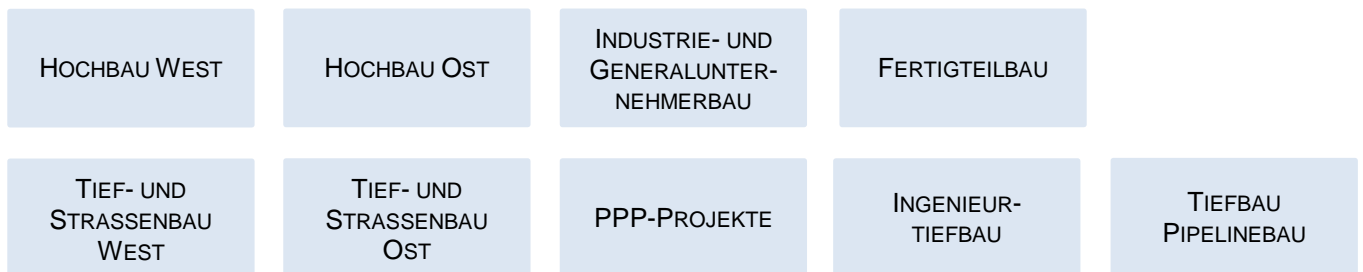 HOCHBAU WEST
HOCHBAU OST
INDUSTRIE- UND
GENERALUNTER-
NEHMERBAU
FERTIGTEILBAU
TIEF- UND
STRASSENBAU
WEST
TIEF- UND
STRASSENBAU
OST
PPP-PROJEKTE
INGENIEUR-
TIEFBAU
TIEFBAU
PIPELINEBAU